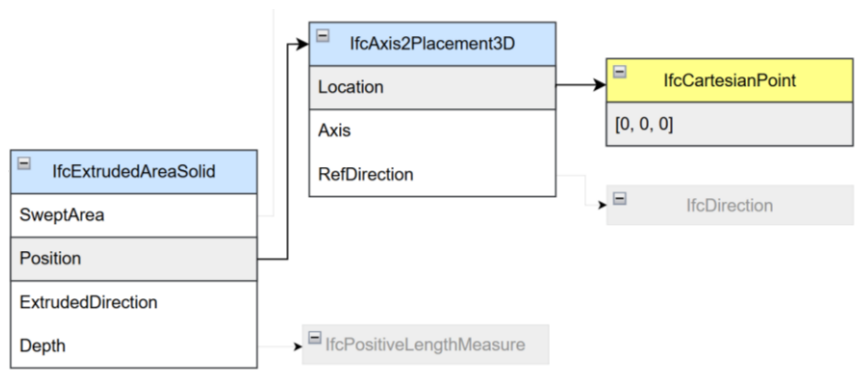 IfcAxis2Placement3D
Location
Axis
RefDirection
IfcCartesianPoint
[0, 0, 0]
IfcDirection
IfcExtrudedAreaSolid
SweptArea
Position
ExtrudedDirection
Depth
IfcPositiveLengthMeasure